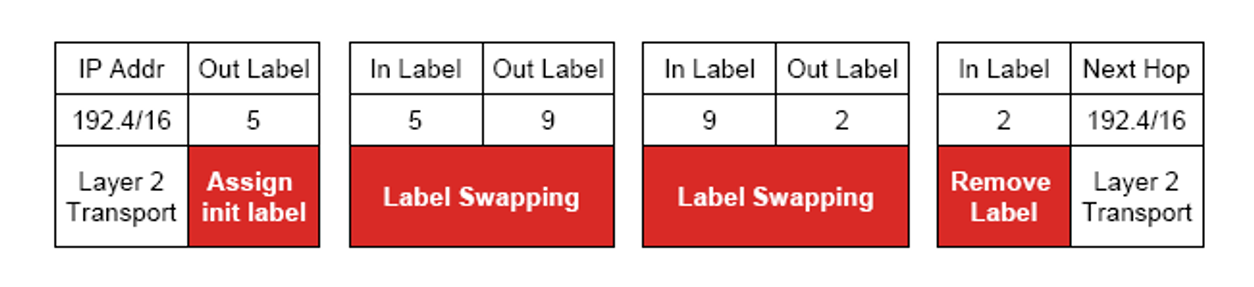 IP Addr Out Label
192.4/16 5
Layer 2
Transport
Assign
init label
In Label Out Label
5 9
Label Swapping
In Label Out Label
9 2
Label Swapping
In Label Next Hop
2 192.4/16
Remove
Label
Layer 2
Transport